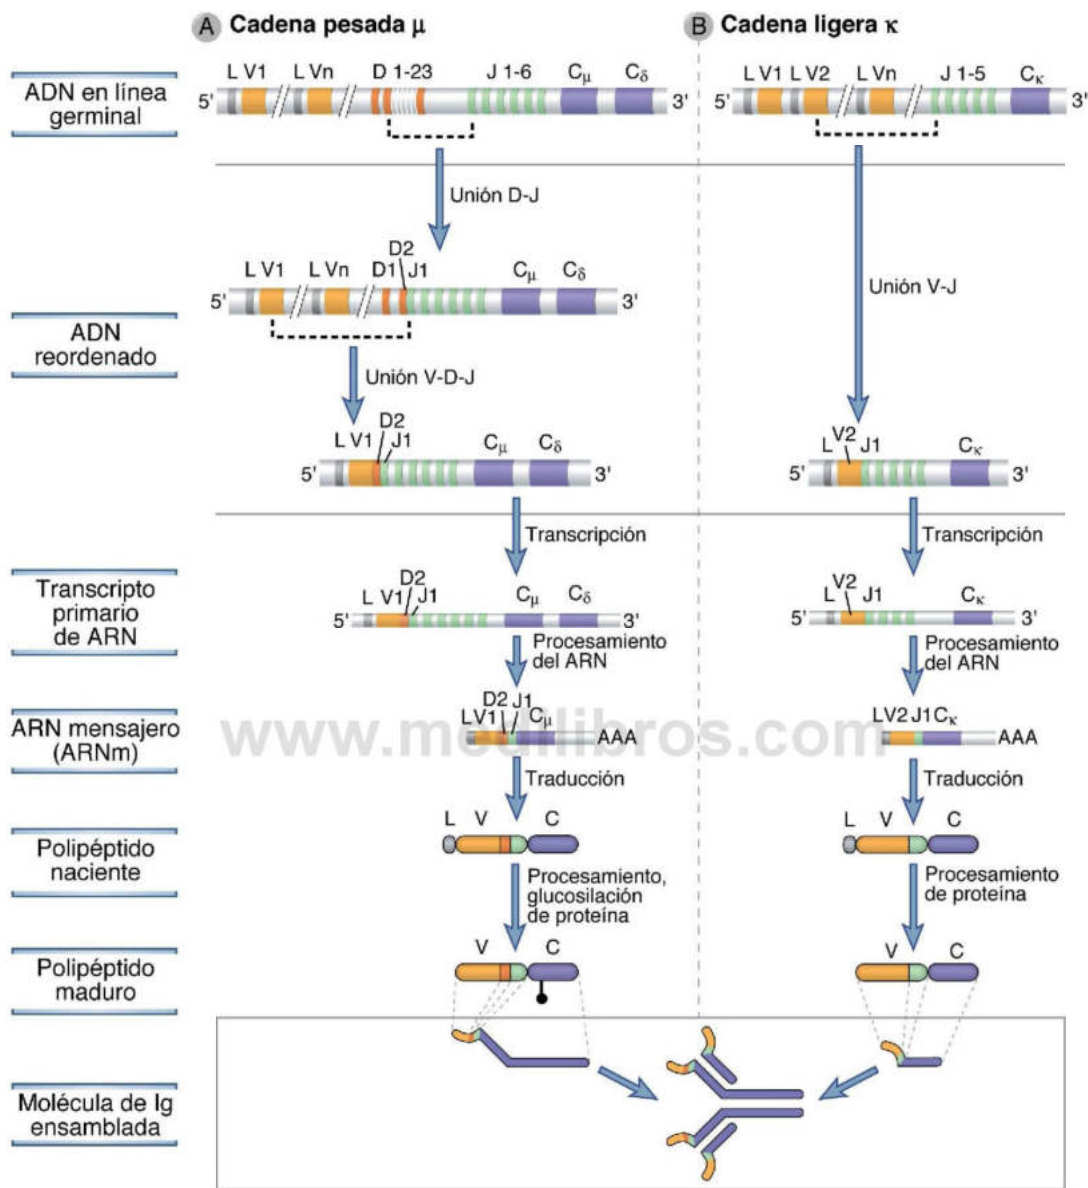 A Cadena pesada μ
B Cadena ligera κ
ADN en línea
germinal
L V1 L Vn D 1-23 J 1-6 Cμ Cδ
5' 3'
L V1 L V2 L Vn J 1-5 Cκ
5' 3'
Unión D-J
ADN
reordenado
D2
L V1 L Vn D1 J1 Cμ Cδ
5' 3'
Unión V-J
Unión V-D-J
D2
L V1 J1 Cμ Cδ
5' 3'
V2
L J1 Cκ
5' 3'
Transcripción
Transcripción
Transcripto
primario
de ARN
D2
L V1 J1 Cμ Cδ
5' 3'
V2
L J1 Cκ
5' 3'
Procesamiento
del ARN
Procesamiento
del ARN
ARN mensajero
(ARNm)
D2 J1
LV1 Cμ
AAA
LV2 J1Cκ
AAA
www.medilibros.com
Traducción
Traducción
Polipéptido
naciente
L V C
L V C
Procesamiento,
glucosilación
de proteína
Procesamiento
de proteína
Polipéptido
maduro
V C
V C
Molécula de Ig
ensamblada